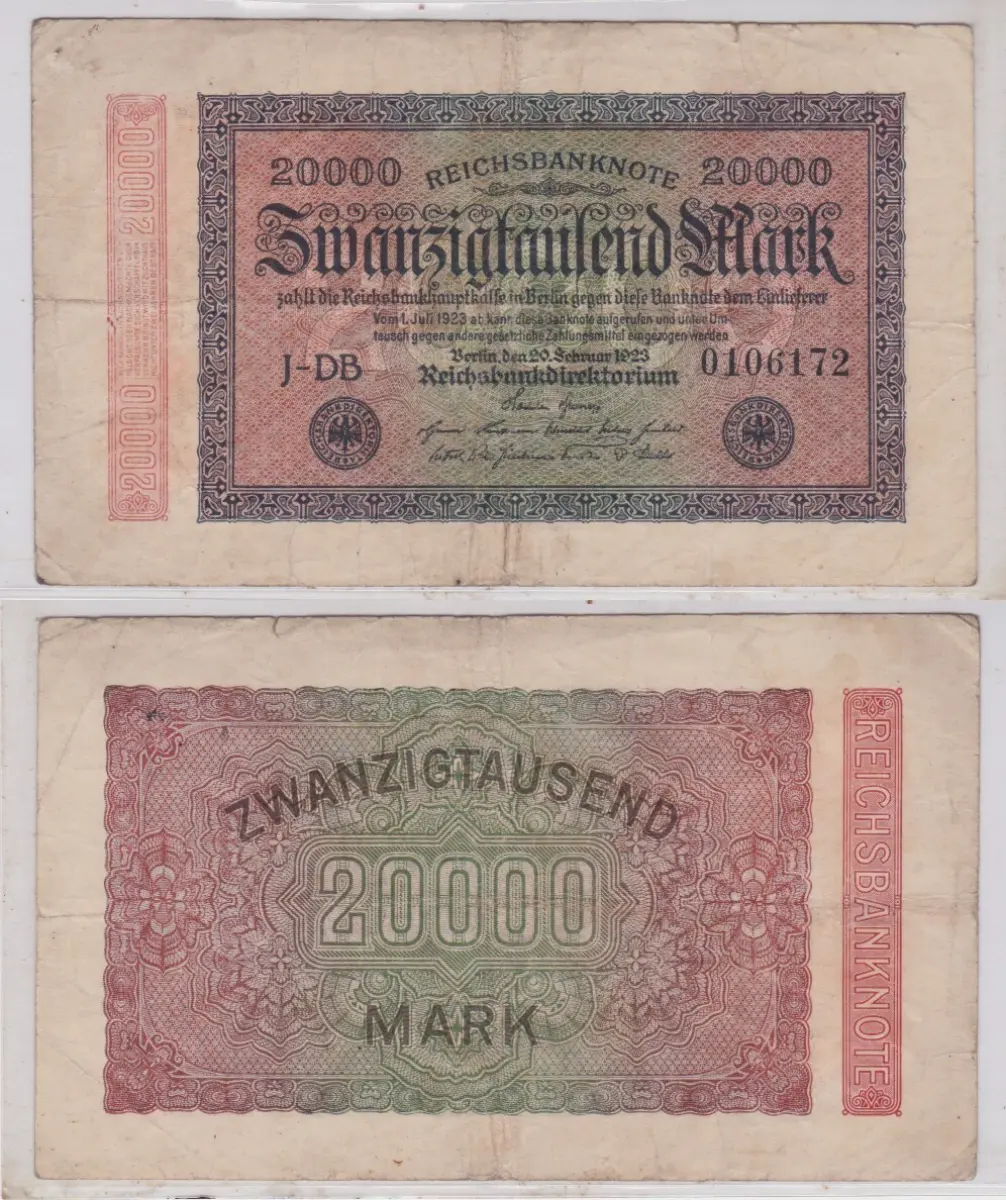 20000
20000
20000 REICHSBANKNOTE 20000
Zwanzigtausend Mark
zahlt die Reichsbankhauptkasse in Berlin gegen diese Banknote dem Einlieferer
Vom 1. Juli 1923 ab kann diese Banknote aufgerufen und unter Um-
tausch gegen andere gesetzliche Zahlungsmittel eingezogen werden
Berlin, den 20. Februar 1923
J-DB Reichsbankdirektorium 0106172
ZWANZIGTAUSEND
20000
MARK
REICHSBANKNOTE